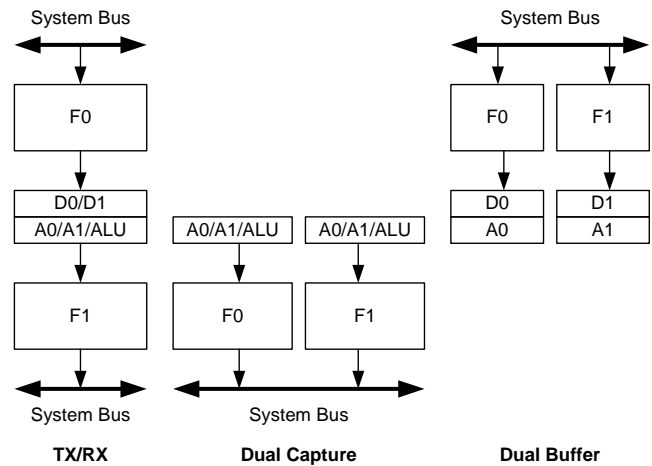 System Bus
F0
D0/D1
A0/A1/ALU
F1
System Bus
TX/RX
A0/A1/ALU
A0/A1/ALU
F0
F1
System Bus
Dual Capture
System Bus
F0
F1
D0
D1
A0
A1
Dual Buffer